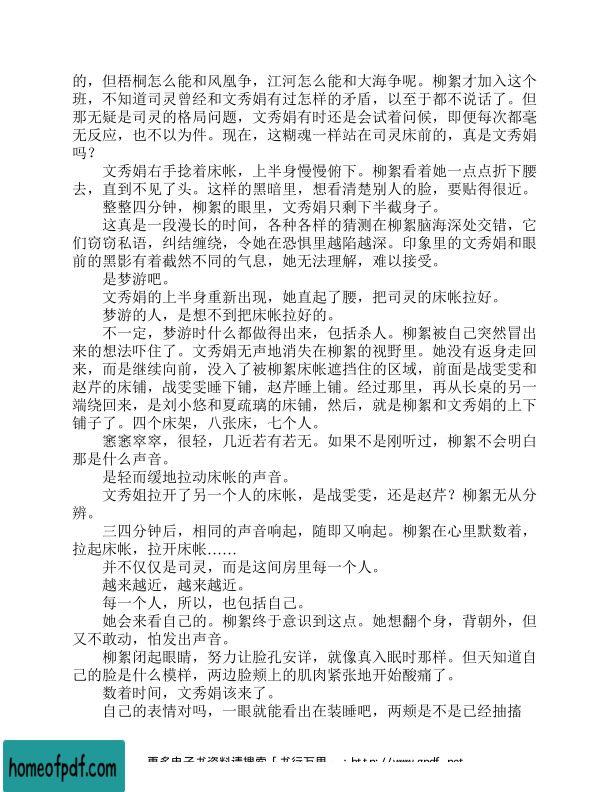 的，但梧桐怎么能和凤凰争，江河怎么能和大海争呢。柳絮才加入这个
班，不知道司灵曾经和文秀娟有过怎样的矛盾，以至于都不说话了。但
那无疑是司灵的格局问题，文秀娟有时还是会试着问候，即便每次都毫
无反应，也不以为件。现在，这糊魂一样站在司灵床前的，真是文秀娟
吗？
文秀娟右手捻着床帐，上半身慢慢俯下。柳絮看着她一点点折下腰
去，直到不见了头。这样的黑暗里，想看清楚别人的脸，要贴得很近。
整整四分钟，柳絮的眼里，文秀娟只剩下半截身子。
这真是一段漫长的时间，各种各样的猜测在柳絮脑海深处交错，它
们窃窃私语，纠结缠绕，令她在恐惧里越陷越深。印象里的文秀娟和眼
前的黑影有着截然不同的气息，她无法理解，难以接受。
是梦游吧。
文秀娟的上半身重新出现，她直起了腰，把司灵的床帐拉好。
梦游的人，是想不到把床帐拉好的。
不一定，梦游时什么都做得出来，包括杀人。柳絮被自己突然冒出
来的想法吓住了。文秀娟无声地消失在柳絮的视野里。她没有返身走回
来，而是继续向前，没入了被柳絮床帐遮挡住的区域，前面是战雯雯和
赵芹的床铺，战雯雯睡下铺，赵芹睡上铺。经过那里，再从长桌的另一
端绕回来，是刘小悠和夏疏璃的床铺，然后，就是柳絮和文秀娟的上下
铺子了。四个床架，八张床，七个人。
窸窸窣窣，很轻，几近若有若无。如果不是刚听过，柳絮不会明白
那是什么声音。
是轻而缓地拉动床帐的声音。
文秀姐拉开了另一个人的床帐，是战雯雯，还是赵芹？柳絮无从分
辨。
三四分钟后，相同的声音响起，随即又响起。柳絮在心里默数着，
拉起床帐，拉开床帐……
并不仅仅是司灵，而是这间房里每一个人。
越来越近，越来越近。
每一个人，所以，也包括自己。
她会来看自己的。柳絮终于意识到这点。她想翻个身，背朝外，但
又不敢动，怕发出声音。
柳絮闭起眼睛，努力让脸孔安详，就像真入眠时那样。但天知道自
己的脸是什么模样，两边脸颊上的肌肉紧张地开始酸痛了。
数着时间，文秀娟该来了。
自己的表情对吗，一眼就能看出在装睡吧，两颊是不是已经抽搐
homeofpdf.com